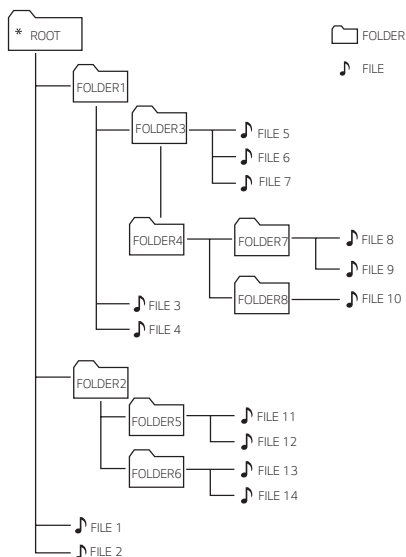 * ROOT
FOLDER
FILE
FOLDER1
FOLDER3
FILE 5
FILE 6
FILE 7
FOLDER4
FOLDER7
FILE 8
FILE 9
FOLDER8
FILE 10
FILE 3
FILE 4
FOLDER2
FOLDER5
FILE 11
FILE 12
FOLDER6
FILE 13
FILE 14
FILE 1
FILE 2